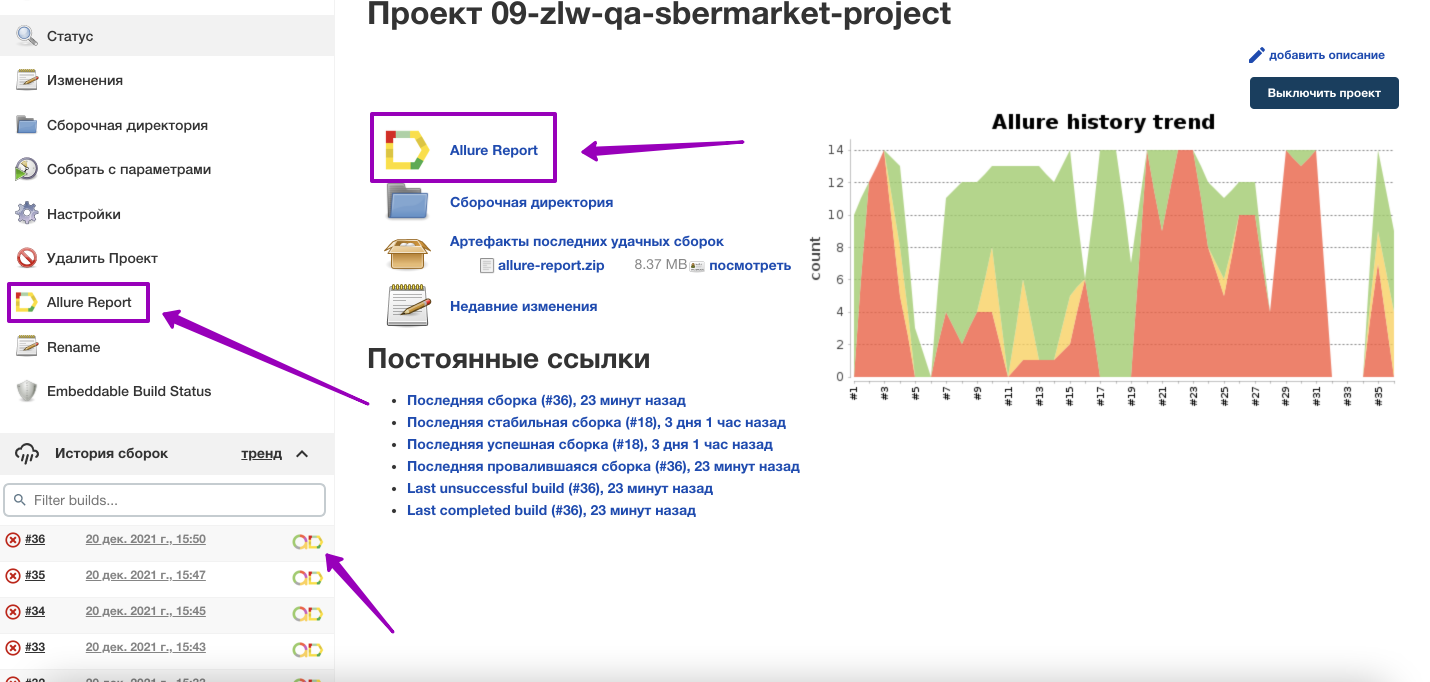 Проект 09-zlw-qa-sbermarket-project
Статус
Изменения
Сборочная директория
Собрать с параметрами
Настройки
Удалить Проект
Allure Report
Rename
Embeddable Build Status
История сборок тренд
Filter builds...
#36 20 дек. 2021 г., 15:50
#35 20 дек. 2021 г., 15:47
#34 20 дек. 2021 г., 15:45
#33 20 дек. 2021 г., 15:43
добавить описание
Выключить проект
Allure Report
Сборочная директория
Артефакты последних удачных сборок
allure-report.zip 8.37 MB посмотреть
Недавние изменения
Постоянные ссылки
Последняя сборка (#36), 23 минут назад
Последняя стабильная сборка (#18), 3 дня 1 час назад
Последняя успешная сборка (#18), 3 дня 1 час назад
Последняя провалившаяся сборка (#36), 23 минут назад
Last unsuccessful build (#36), 23 минут назад
Last completed build (#36), 23 минут назад
Allure history trend
count
14
12
10
8
6
4
2
0
#1 #3 #5 #7 #9 #11 #13 #15 #17 #19 #21 #23 #25 #27 #29 #31 #33 #35